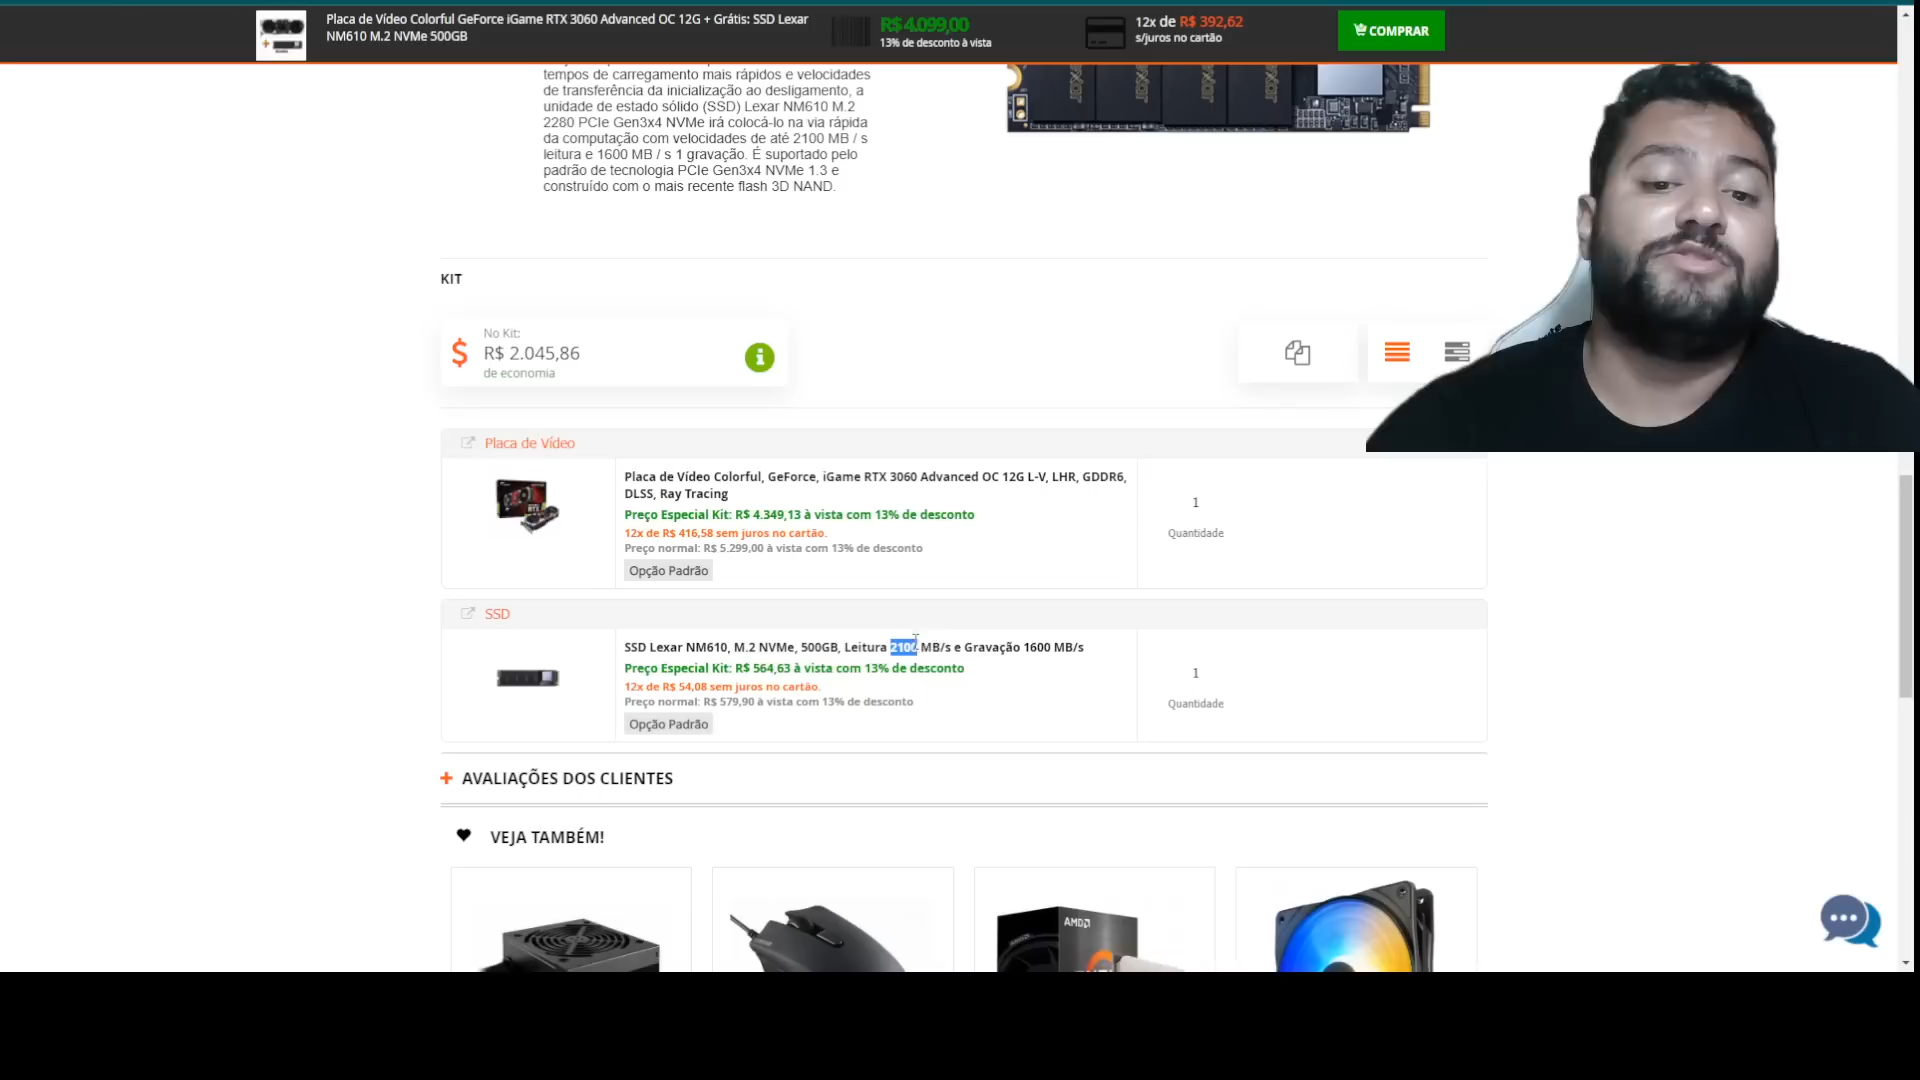 Placa de Vídeo Colorful GeForce iGame RTX 3060 Advanced OC 12G + Grátis: SSD Lexar
NM610 M.2 NVMe 500GB
R$ 4.099,00
13% de desconto à vista
12x de R$ 392,62
s/juros no cartão
COMPRAR
tempos de carregamento mais rápidos e velocidades
de transferência da inicialização ao desligamento, a
unidade de estado sólido (SSD) Lexar NM610 M.2
2280 PCIe Gen3x4 NVMe irá colocá-lo na via rápida
da computação com velocidades de até 2100 MB / s
leitura e 1600 MB / s 1 gravação. É suportado pelo
padrão de tecnologia PCIe Gen3x4 NVMe 1.3 e
construído com o mais recente flash 3D NAND.
KIT
No Kit:
R$ 2.045,86
de economia
Placa de Vídeo
Placa de Vídeo Colorful, GeForce, iGame RTX 3060 Advanced OC 12G L-V, LHR, GDDR6,
DLSS, Ray Tracing
Preço Especial Kit: R$ 4.349,13 à vista com 13% de desconto
12x de R$ 416,58 sem juros no cartão.
Preço normal: R$ 5.299,00 à vista com 13% de desconto
Opção Padrão
1
Quantidade
SSD
SSD Lexar NM610, M.2 NVMe, 500GB, Leitura 2100 MB/s e Gravação 1600 MB/s
Preço Especial Kit: R$ 564,63 à vista com 13% de desconto
12x de R$ 54,08 sem juros no cartão.
Preço normal: R$ 579,90 à vista com 13% de desconto
Opção Padrão
1
Quantidade
+ AVALIAÇÕES DOS CLIENTES
VEJA TAMBÉM!
AMD